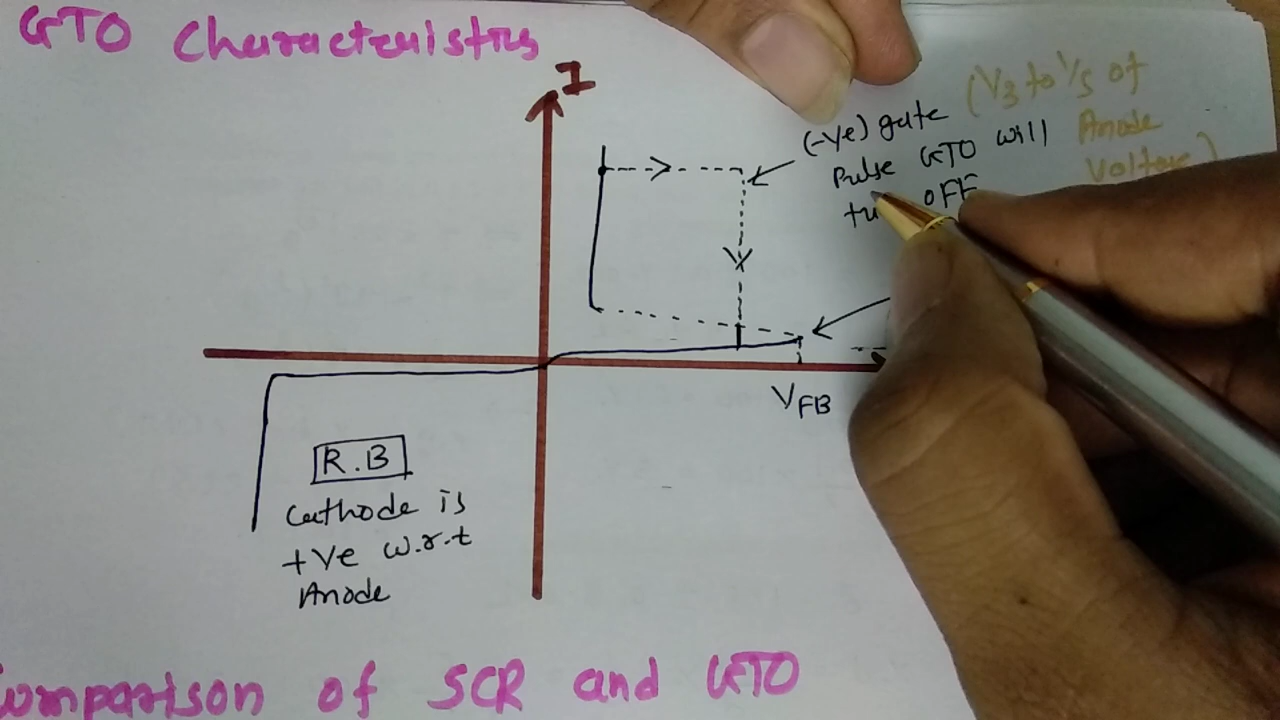 GTO Characteristics
I
(-ve) gate
Pulse GTO will
OFF
(1/3 to 1/5 of
Anode
Voltage)
VFB
R.B
Cathode is
+ve w.r.t
Anode
Comparison of SCR and GTO